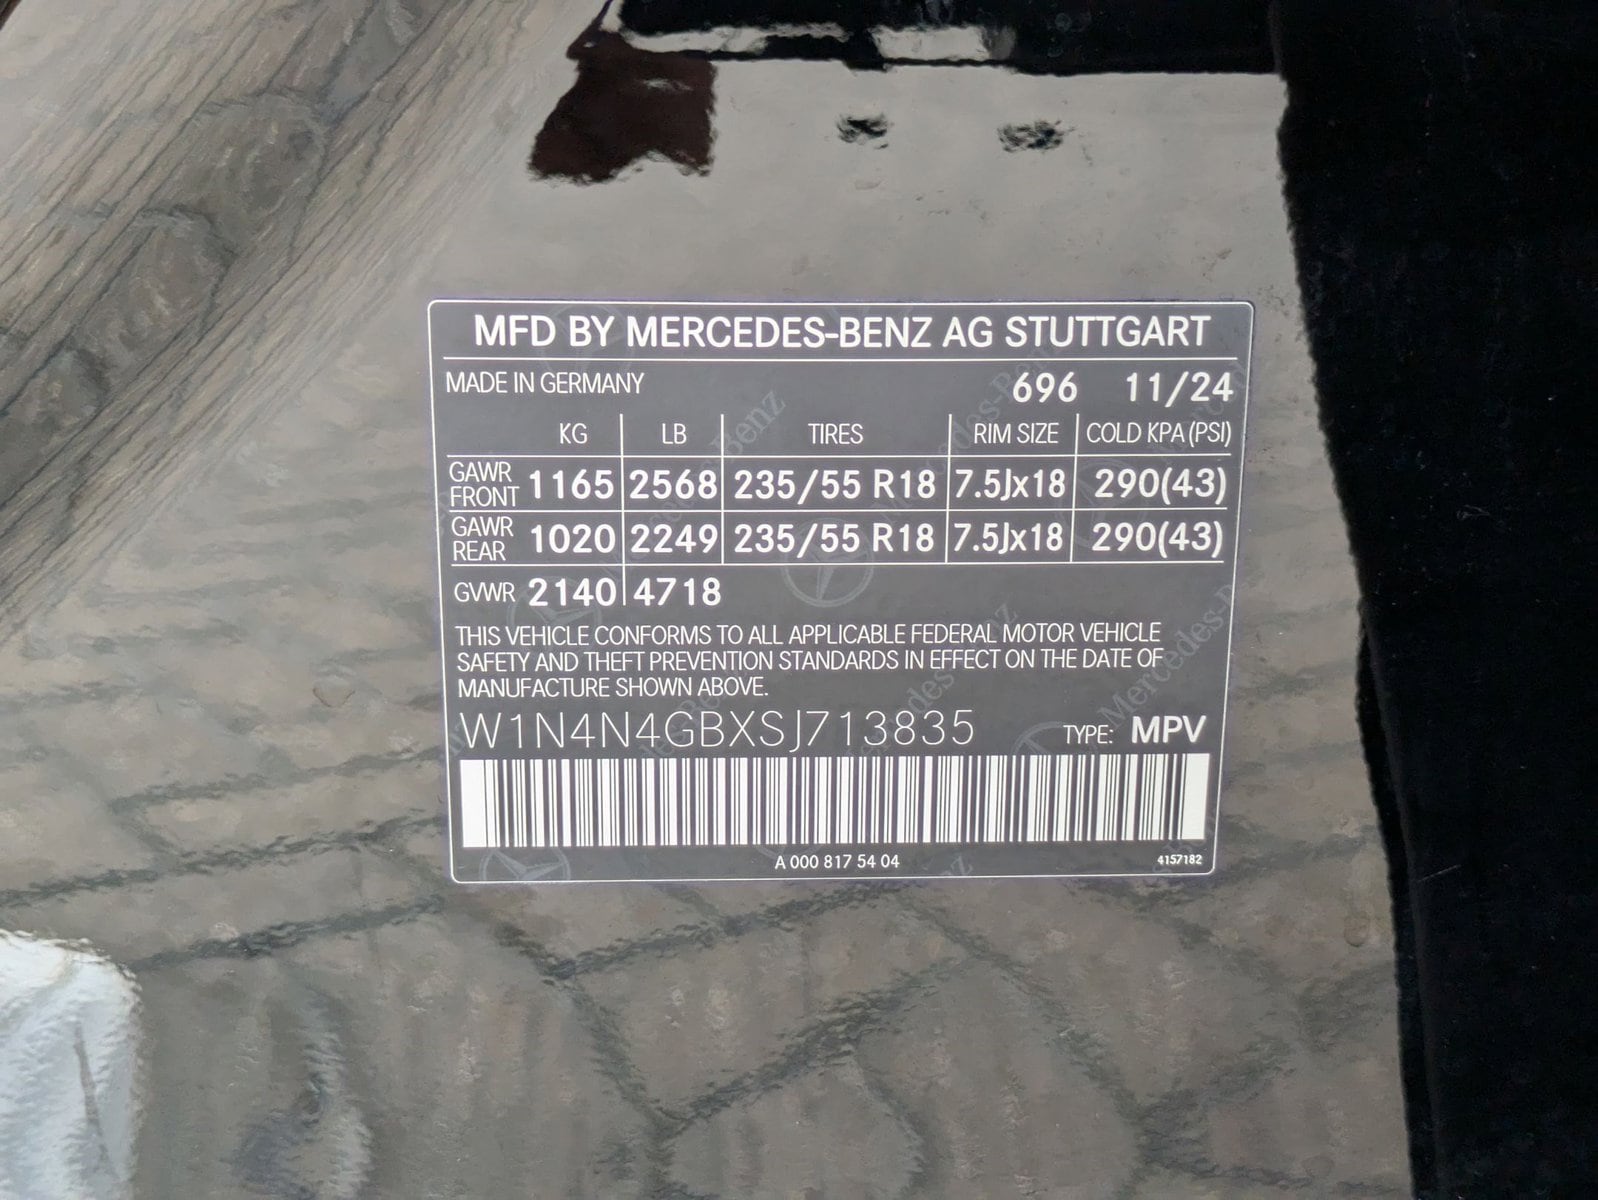 MFD BY MERCEDES-BENZ AG STUTTGART
MADE IN GERMANY 696 11/24
KG LB TIRES RIM SIZE COLD KPA (PSI)
GAWR FRONT 1165 2568 235/55 R18 7.5Jx18 290(43)
GAWR REAR 1020 2249 235/55 R18 7.5Jx18 290(43)
GVWR 2140 4718
THIS VEHICLE CONFORMS TO ALL APPLICABLE FEDERAL MOTOR VEHICLE
SAFETY AND THEFT PREVENTION STANDARDS IN EFFECT ON THE DATE OF
MANUFACTURE SHOWN ABOVE.
W1N4N4GBXSJ713835 TYPE: MPV
A 000 817 54 04 4157182